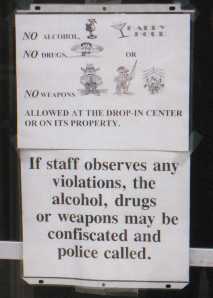 NO ALCOHOL,
NO DRUGS, OR
NO WEAPONS
ALLOWED AT THE DROP-IN CENTER
OR ON ITS PROPERTY.
If staff observes any
violations, the
alcohol, drugs
or weapons may be
confiscated and
police called.